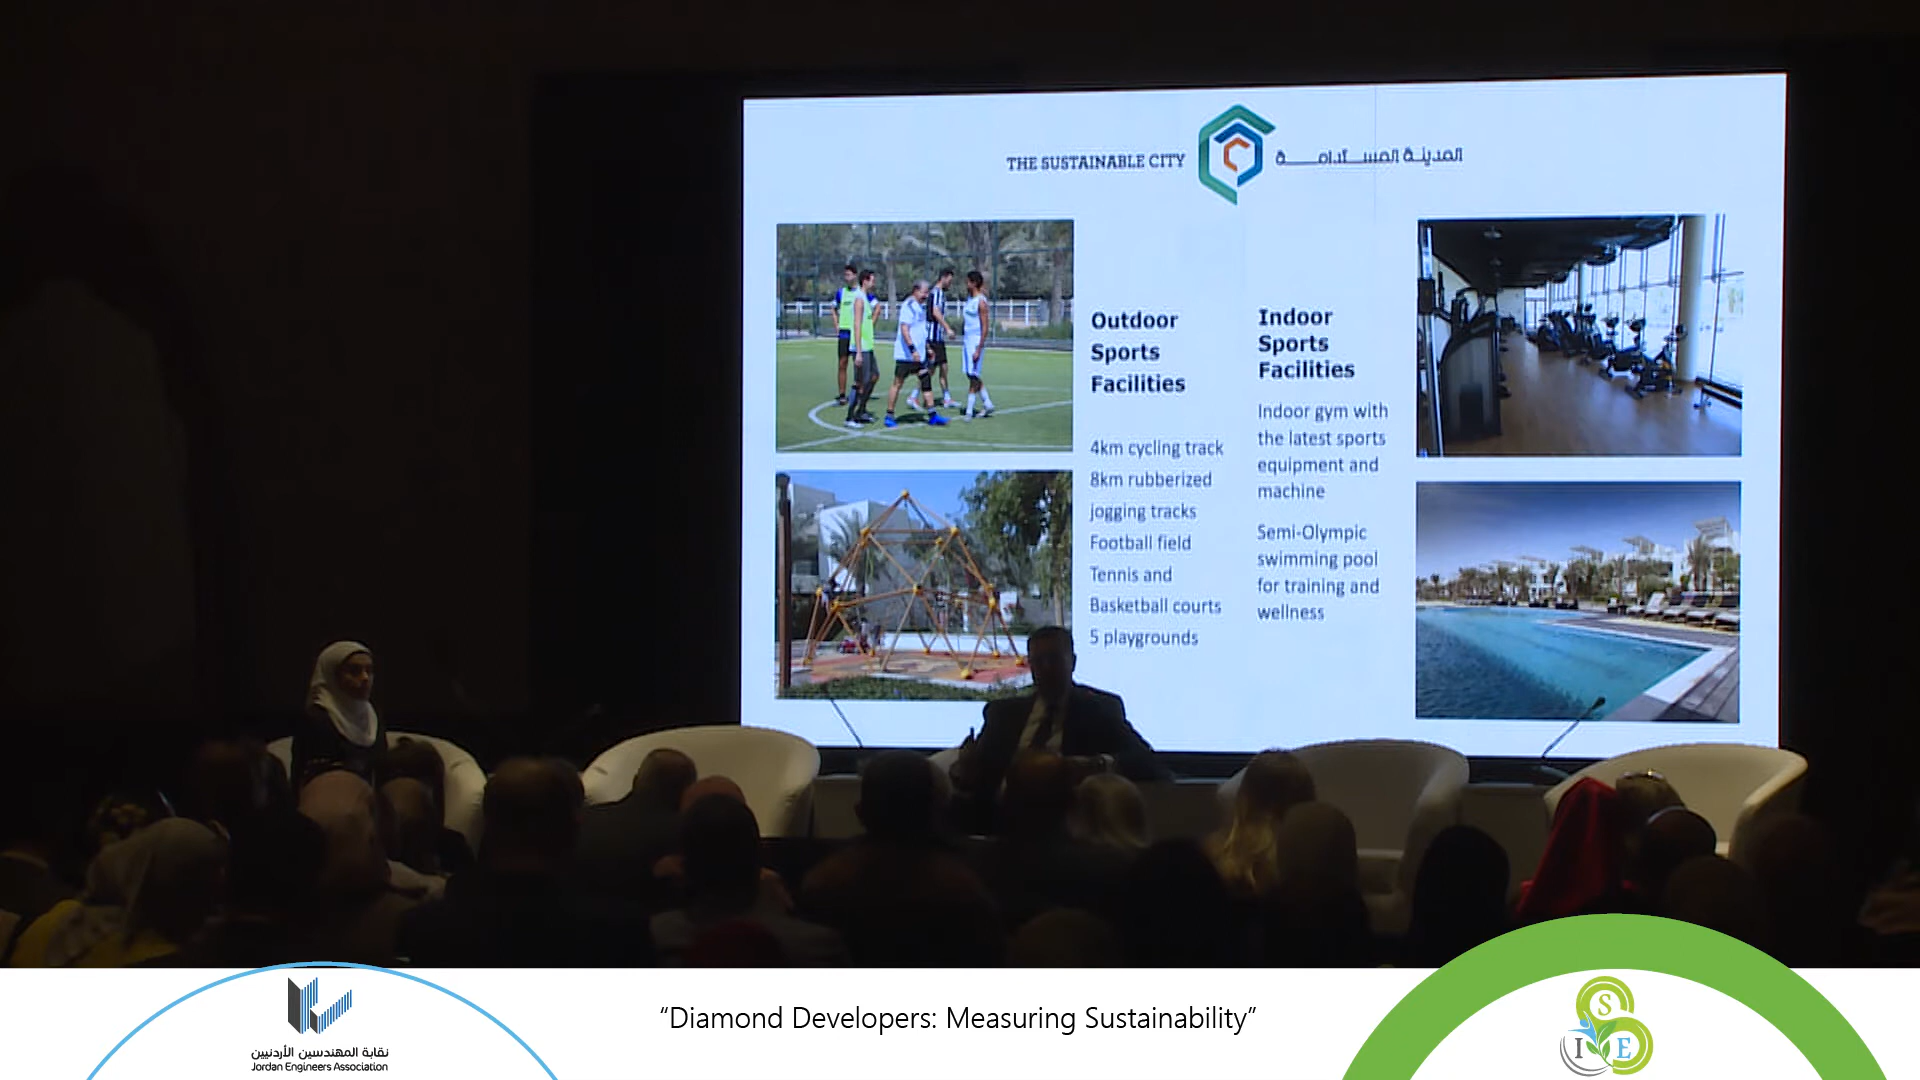 THE SUSTAINABLE CITY
المدينة المستدامة
Outdoor
Sports
Facilities
4km cycling track
8km rubberized
jogging tracks
Football field
Tennis and
Basketball courts
5 playgrounds
Indoor
Sports
Facilities
Indoor gym with
the latest sports
equipment and
machine
Semi-Olympic
swimming pool
for training and
wellness
نقابة المهندسين الأردنيين
Jordan Engineers Association
“Diamond Developers: Measuring Sustainability”
S
I E